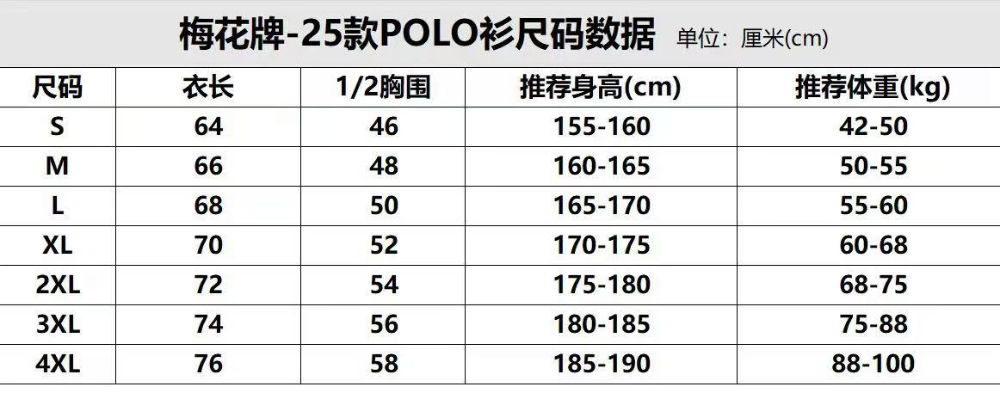 梅花牌-25款POLO衫尺码数据 单位：厘米(cm)
尺码 衣长 1/2胸围 推荐身高(cm) 推荐体重(kg)
S 64 46 155-160 42-50
M 66 48 160-165 50-55
L 68 50 165-170 55-60
XL 70 52 170-175 60-68
2XL 72 54 175-180 68-75
3XL 74 56 180-185 75-88
4XL 76 58 185-190 88-100